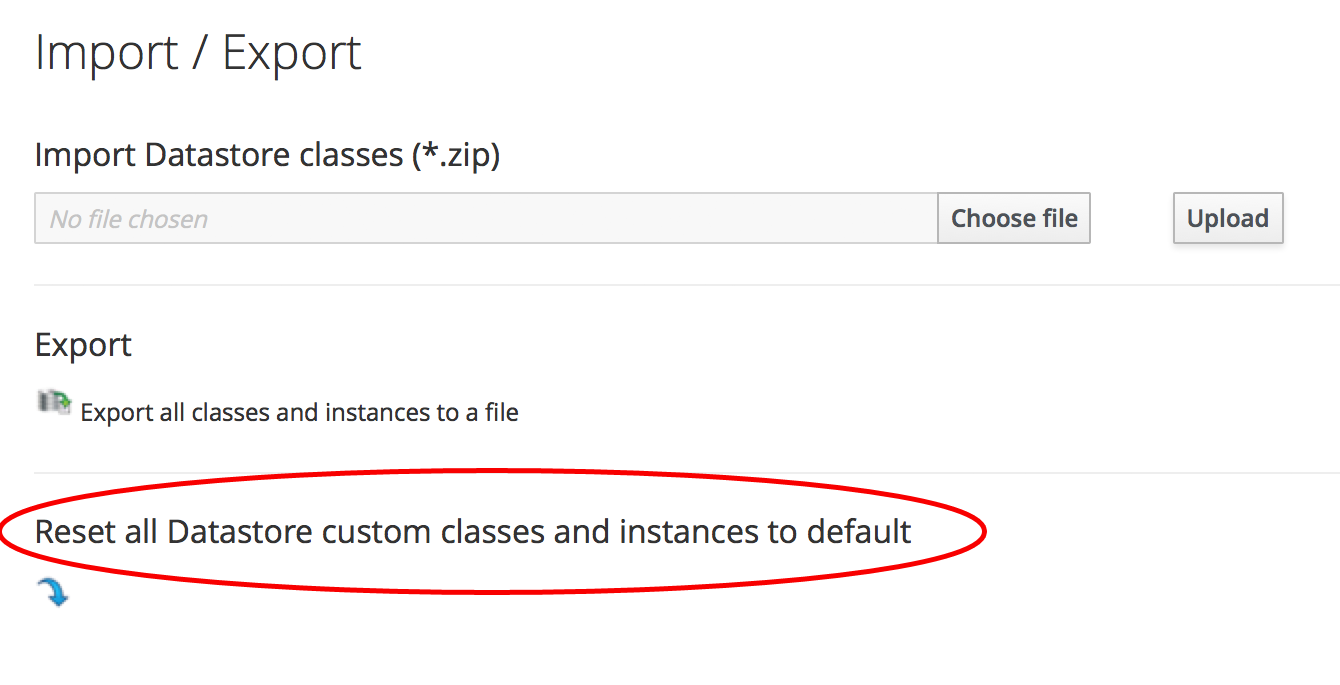 Import / Export
Import Datastore classes (*.zip)
No file chosen
Choose file
Upload
Export
Export all classes and instances to a file
Reset all Datastore custom classes and instances to default